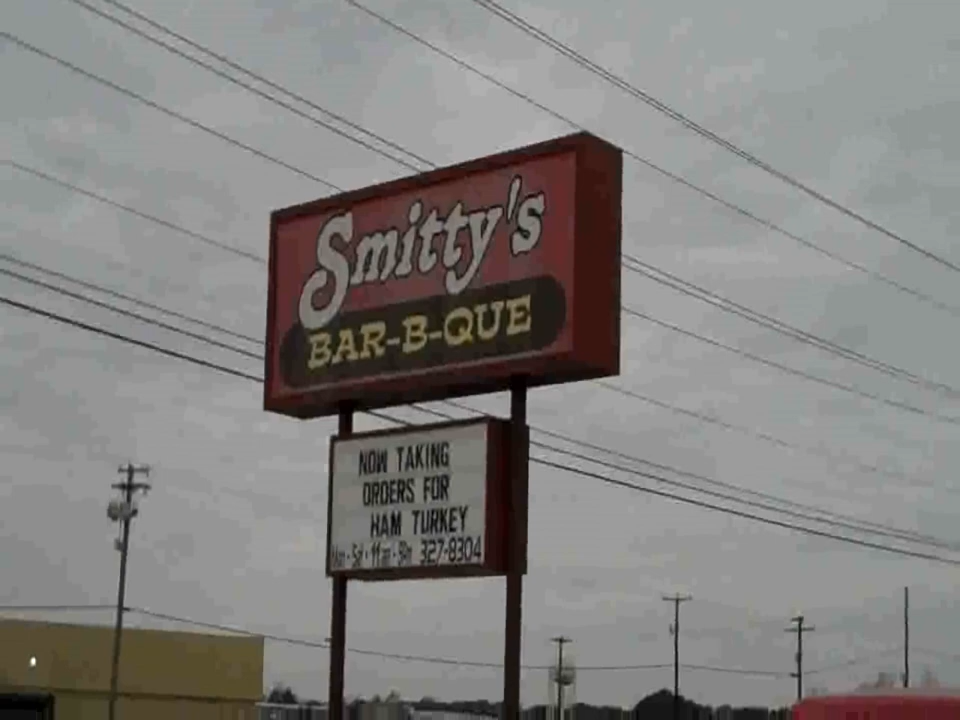 Smitty's
BAR-B-QUE
NOW TAKING
ORDERS FOR
HAM TURKEY
327-8304